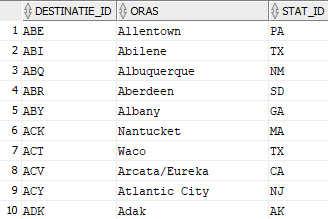 DESTINATIE_ID ORAS STAT_ID
1 ABE Allentown PA
2 ABI Abilene TX
3 ABQ Albuquerque NM
4 ABR Aberdeen SD
5 ABY Albany GA
6 ACK Nantucket MA
7 ACT Waco TX
8 ACV Arcata/Eureka CA
9 ACY Atlantic City NJ
10 ADK Adak AK